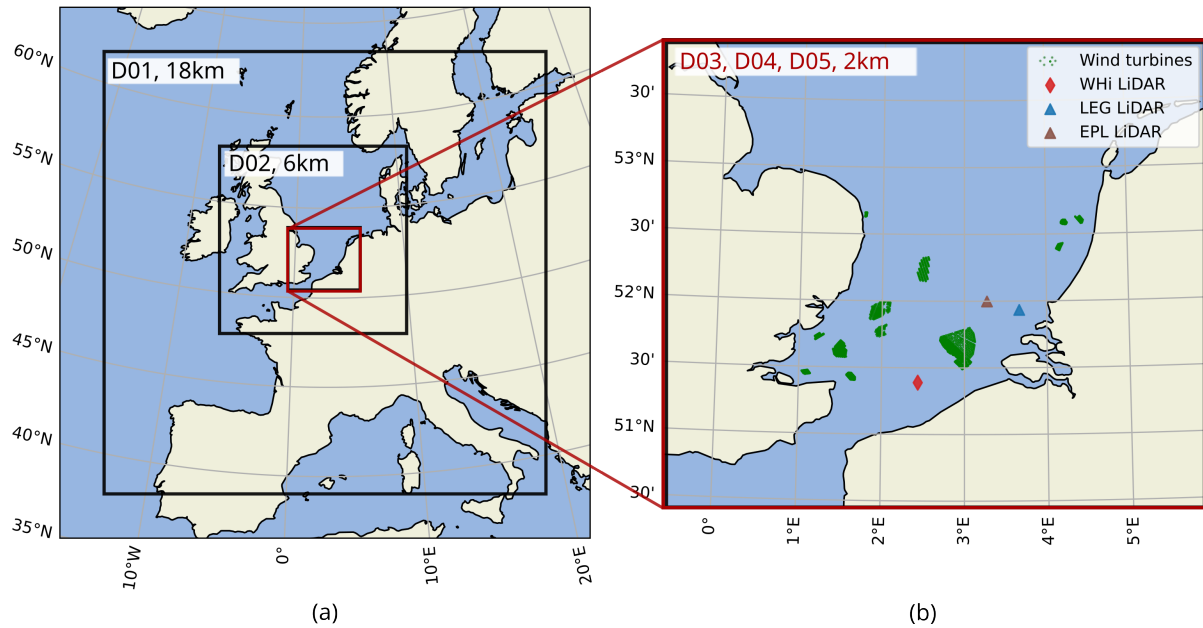 60°N
55°N
50°N
45°N
40°N
35°N
10°W
0°
10°E
20°E
D01, 18km
D02, 6km
(a)
D03, D04, D05, 2km
Wind turbines
WHi LiDAR
LEG LiDAR
EPL LiDAR
30'
53°N
30'
52°N
30'
51°N
30'
0°
1°E
2°E
3°E
4°E
5°E
(b)